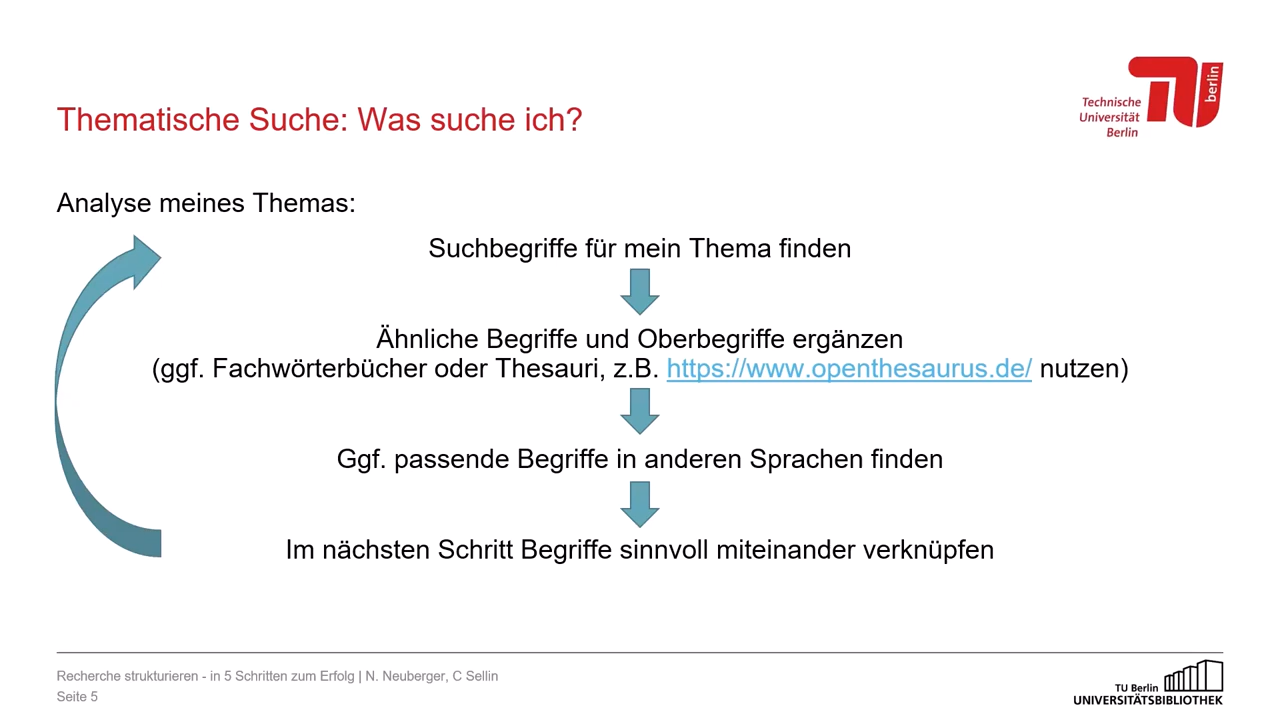 Technische
Universität
Berlin
berlin
Thematische Suche: Was suche ich?
Analyse meines Themas:
Suchbegriffe für mein Thema finden
Ähnliche Begriffe und Oberbegriffe ergänzen
(ggf. Fachwörterbücher oder Thesauri, z.B. https://www.openthesaurus.de/ nutzen)
Ggf. passende Begriffe in anderen Sprachen finden
Im nächsten Schritt Begriffe sinnvoll miteinander verknüpfen
Recherche strukturieren - in 5 Schritten zum Erfolg | N. Neuberger, C Sellin
Seite 5
TU Berlin
UNIVERSITÄTSBIBLIOTHEK